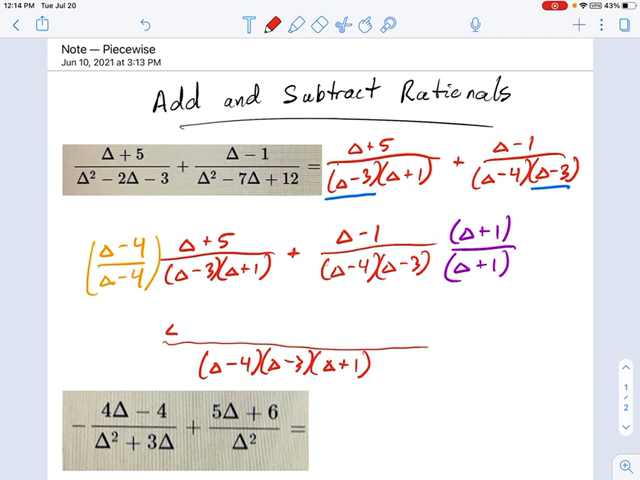 12:14 PM Tue Jul 20 43%
Note — Piecewise
Jun 10, 2021 at 3:13 PM
Add and Subtract Rationals
(Δ + 5)/(Δ² − 2Δ − 3) + (Δ − 1)/(Δ² − 7Δ + 12) = (Δ+5)/((Δ−3)(Δ+1)) + (Δ−1)/((Δ−4)(Δ−3))
((Δ−4)/(Δ−4)) (Δ+5)/((Δ−3)(Δ+1)) + (Δ−1)/((Δ−4)(Δ−3)) (Δ+1)/(Δ+1)
(Δ−4)(Δ−3)(Δ+1)
− (4Δ − 4)/(Δ² + 3Δ) + (5Δ + 6)/Δ² =
1
2